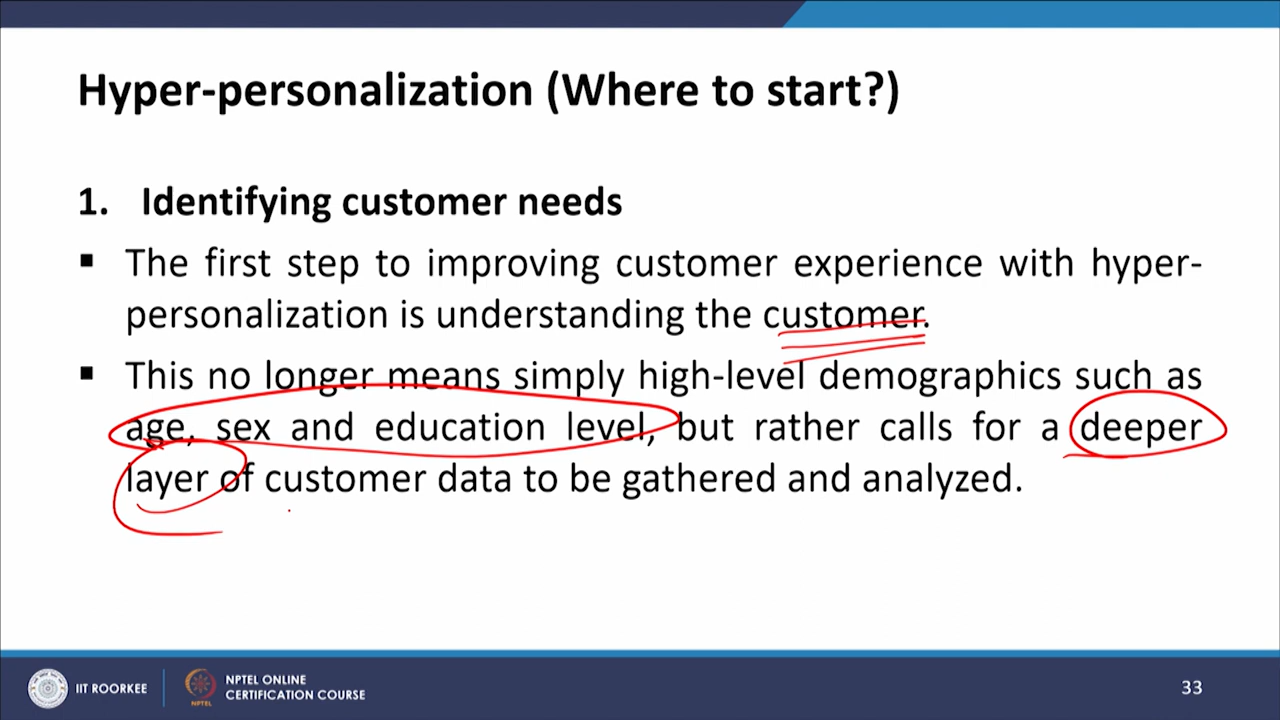 Hyper-personalization (Where to start?)
1. Identifying customer needs
▪ The first step to improving customer experience with hyper-
personalization is understanding the customer.
▪ This no longer means simply high-level demographics such as
age, sex and education level, but rather calls for a deeper
layer of customer data to be gathered and analyzed.
IIT ROORKEE
NPTEL
NPTEL ONLINE
CERTIFICATION COURSE
33